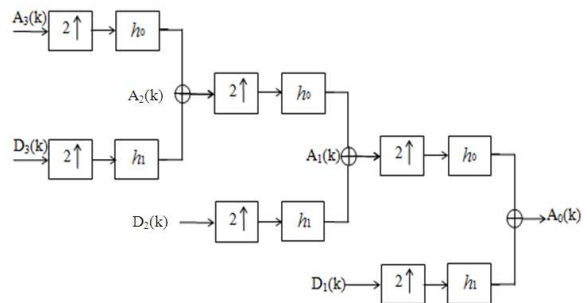 A₃(k) 2↑ h₀
A₂(k) 2↑ h₀
D₃(k) 2↑ h₁
A₁(k) 2↑ h₀
D₂(k) 2↑ h₁
A₀(k)
D₁(k) 2↑ h₁